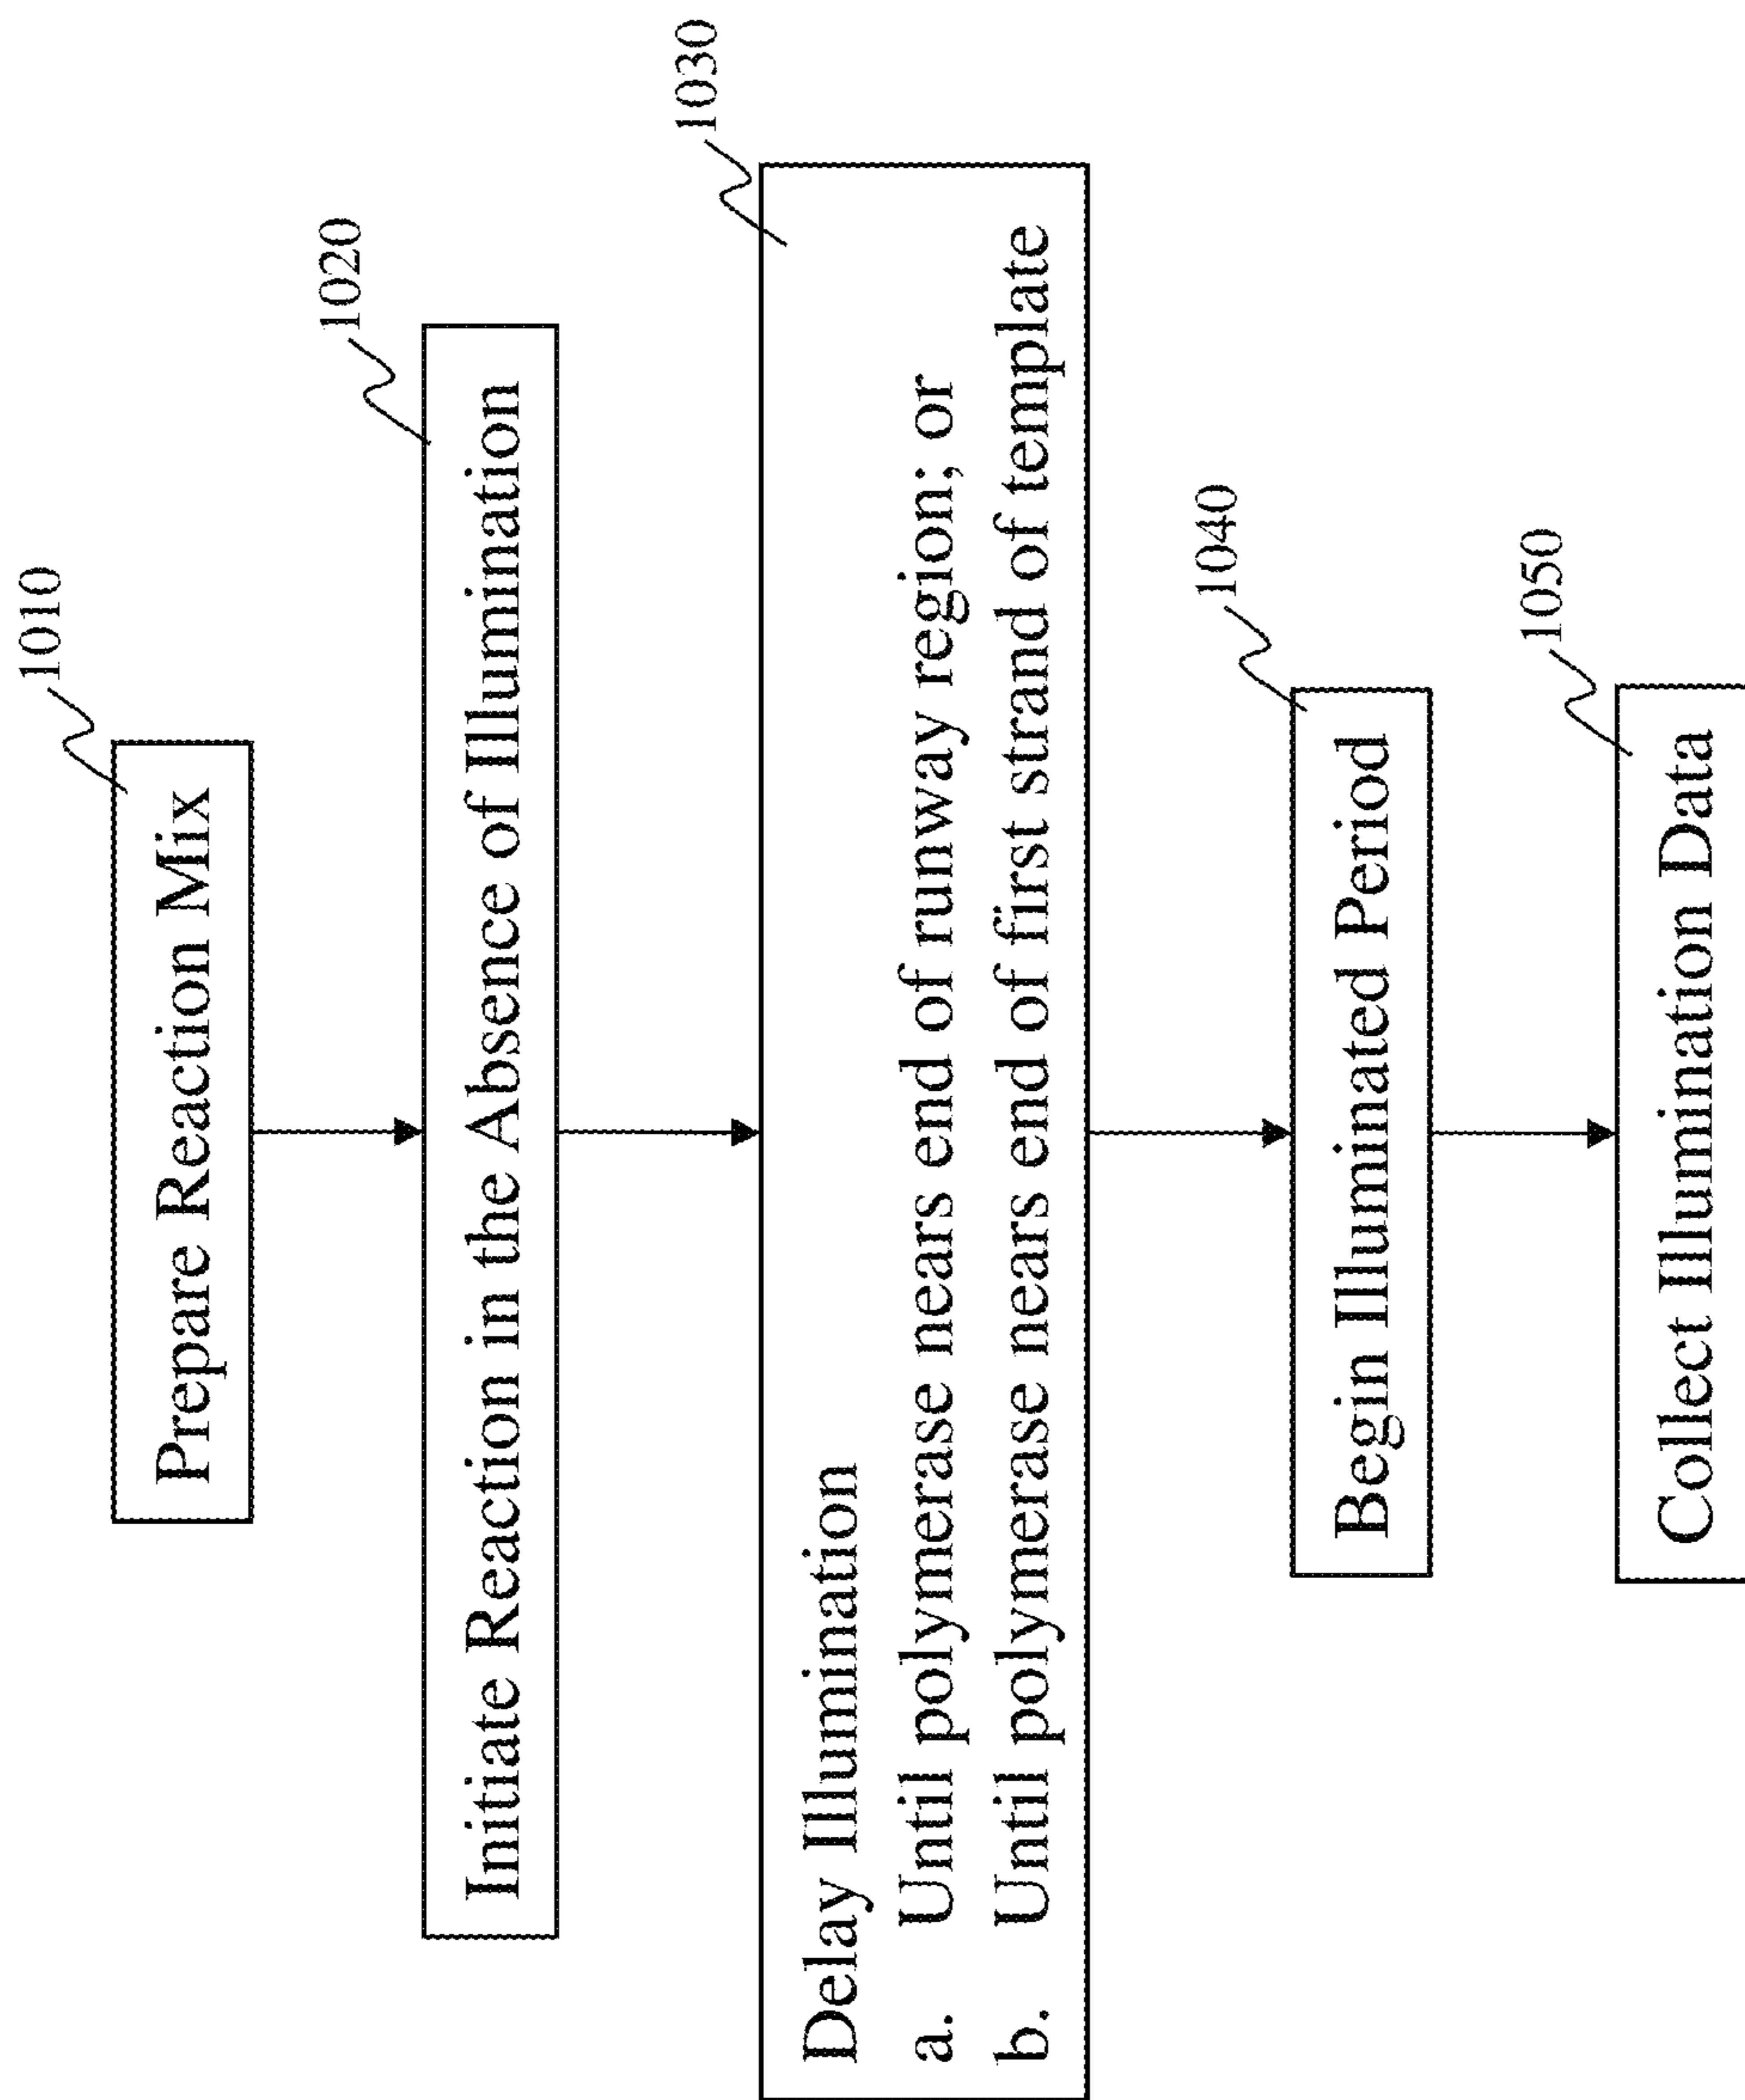 1010
Prepare Reaction Mix
1020
Initiate Reaction in the Absence of Illumination
1030
Delay Illumination
a. Until polymerase nears end of runway region; or
b. Until polymerase nears end of first strand of template
1040
Begin Illuminated Period
1050
Collect Illumination Data